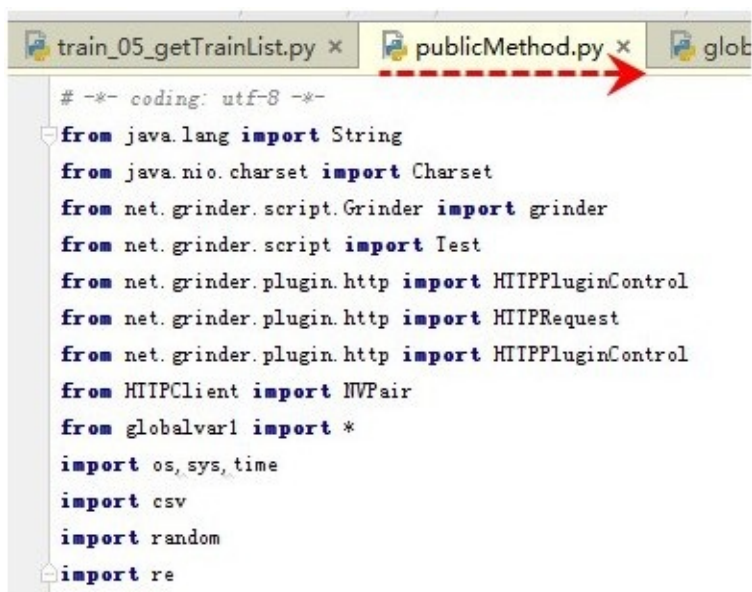 train_05_getTrainList.py × publicMethod.py × glob
# -*- coding: utf-8 -*-
from java.lang import String
from java.nio.charset import Charset
from net.grinder.script.Grinder import grinder
from net.grinder.script import Test
from net.grinder.plugin.http import HTTPPluginControl
from net.grinder.plugin.http import HTTPRequest
from net.grinder.plugin.http import HTTPPluginControl
from HTTPClient import NVPair
from globalvar1 import *
import os,sys,time
import csv
import random
import re